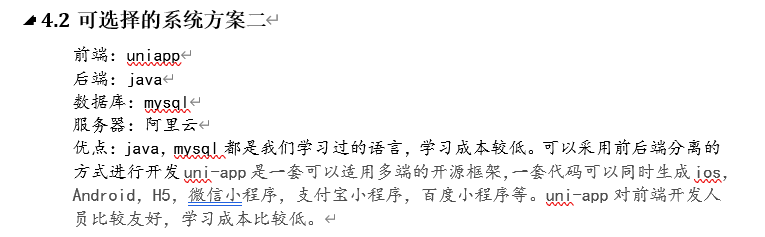 4.2 可选择的系统方案二
前端：uniapp
后端：java
数据库：mysql
服务器：阿里云
优点：java，mysql 都是我们学习过的语言，学习成本较低。可以采用前后端分离的
方式进行开发 uni-app 是一套可以适用多端的开源框架,一套代码可以同时生成 ios，
Android，H5，微信小程序，支付宝小程序，百度小程序等。uni-app 对前端开发人
员比较友好，学习成本比较低。